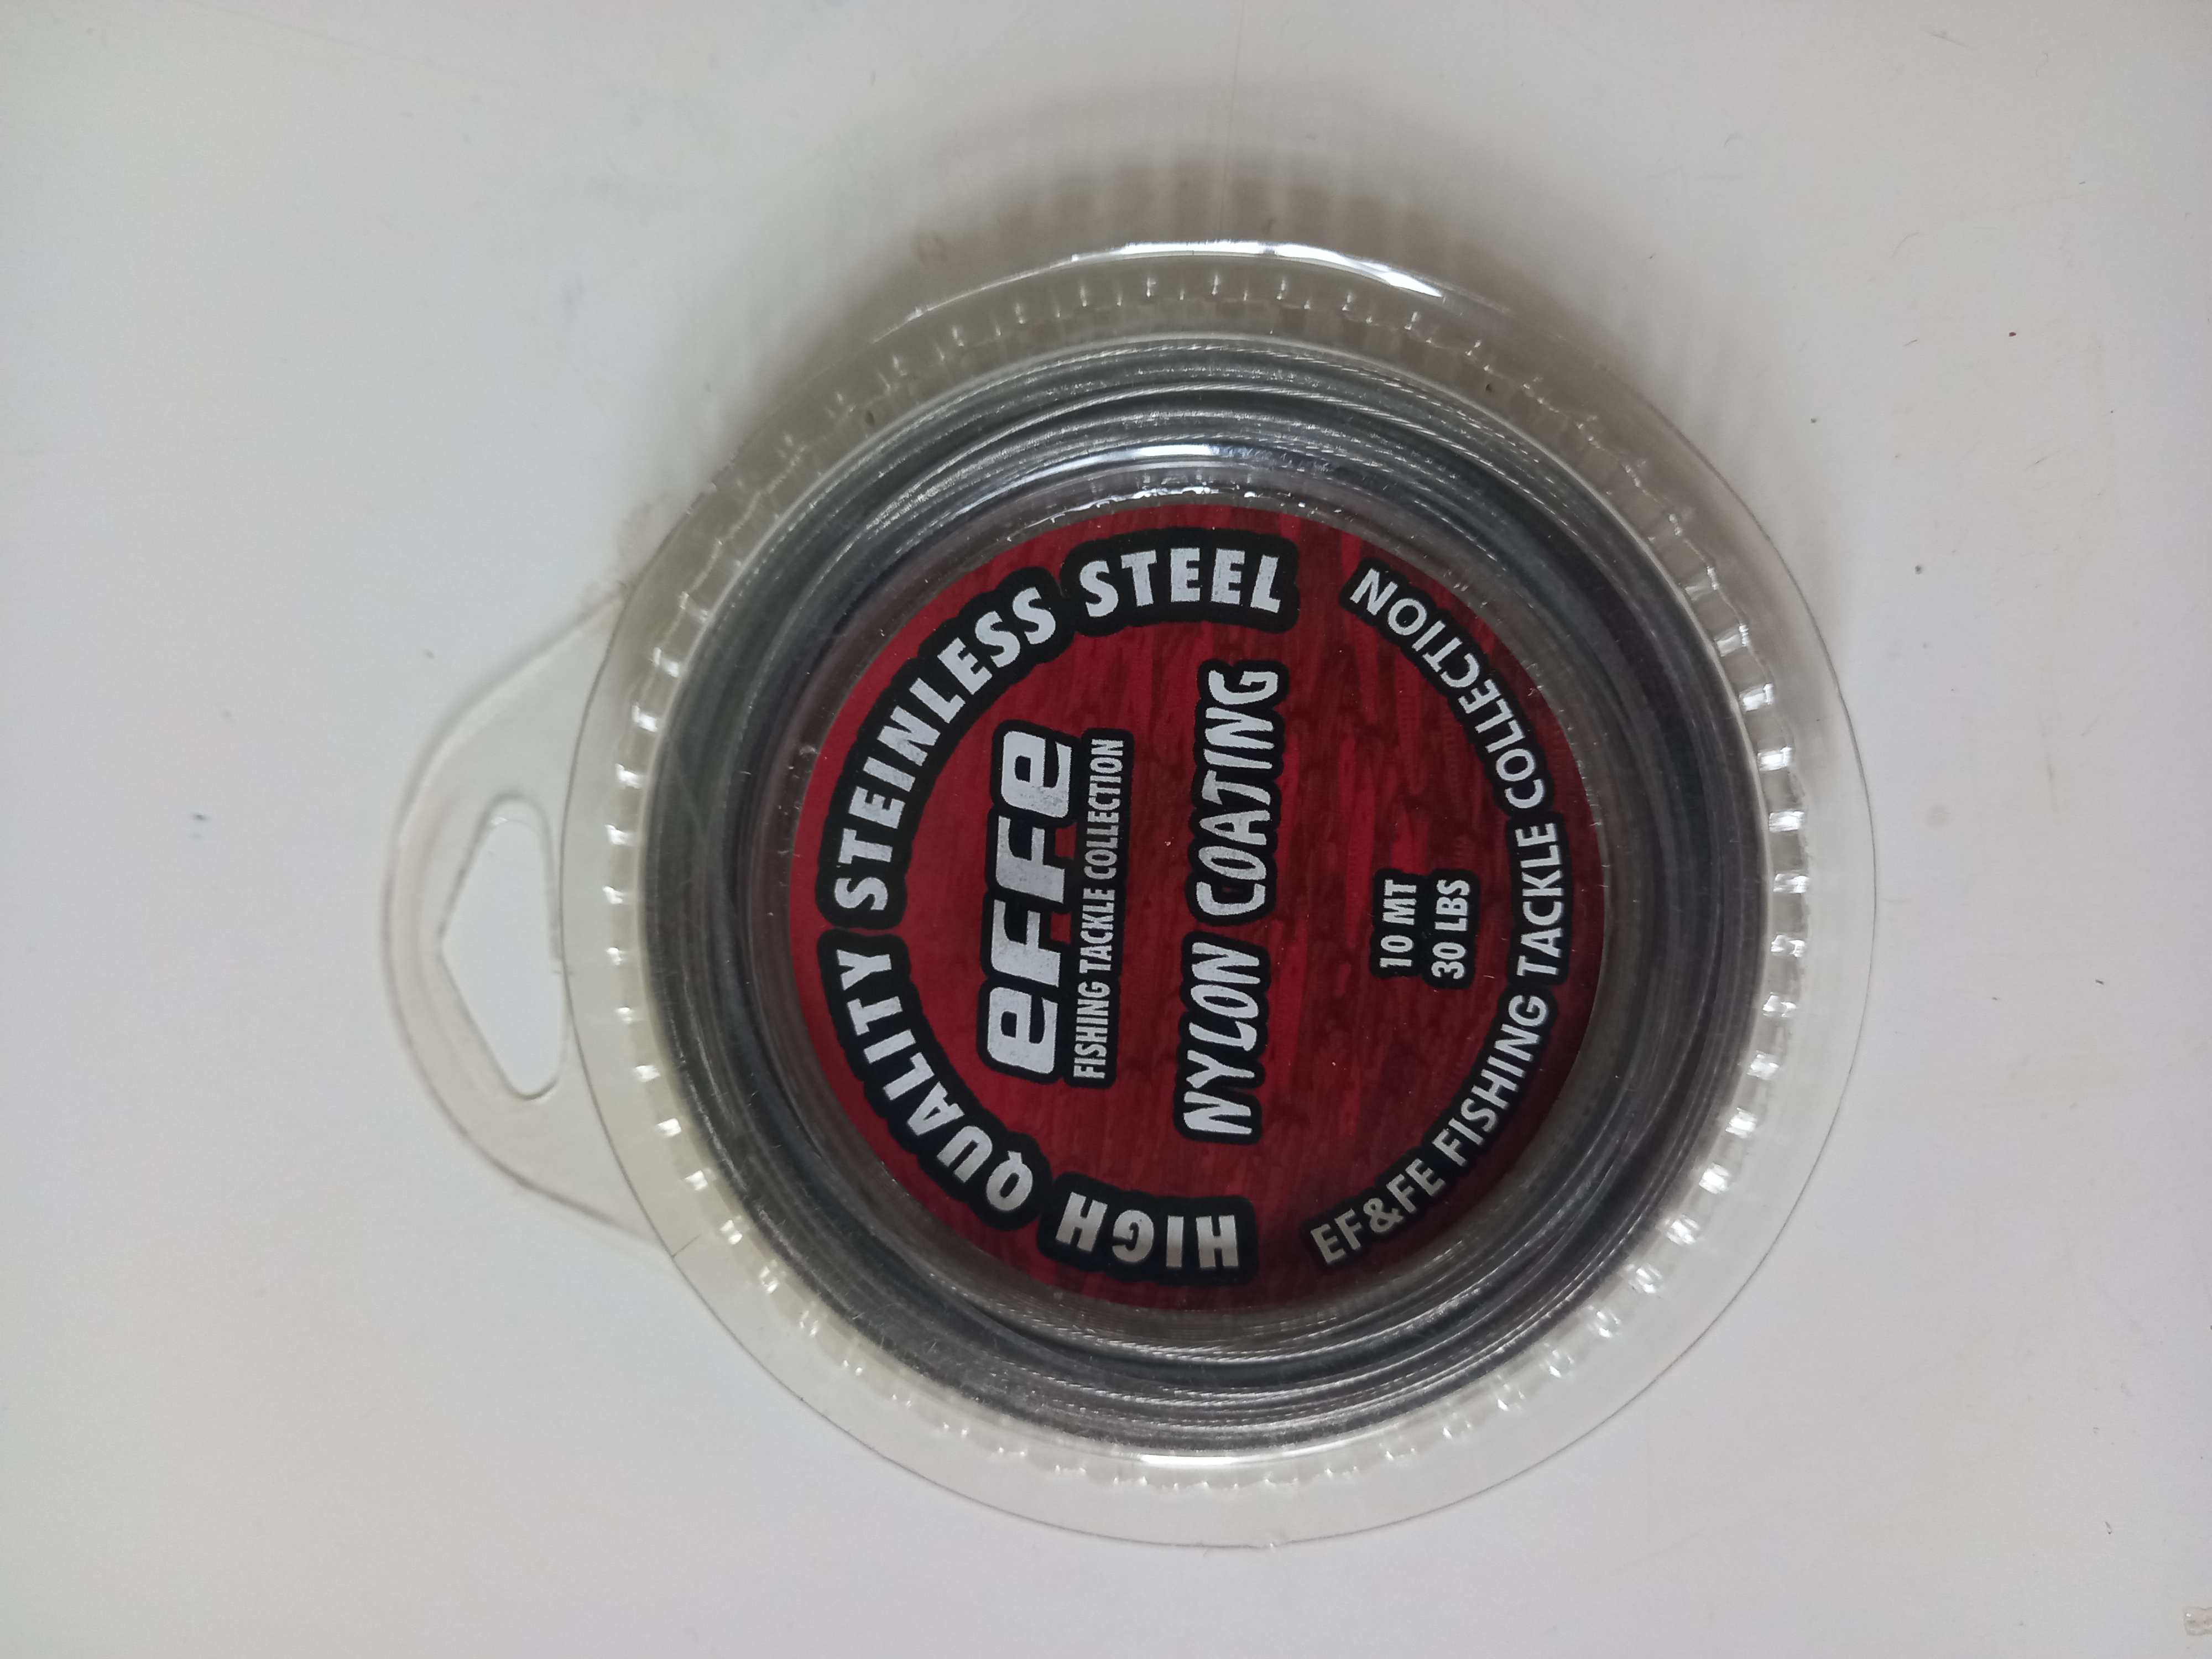 HIGH QUALITY STEINLESS STEEL
eFFe
FISHING TACKLE COLLECTION
NYLON COATING
10 MT
30 LBS
EF&FE FISHING TACKLE COLLECTION